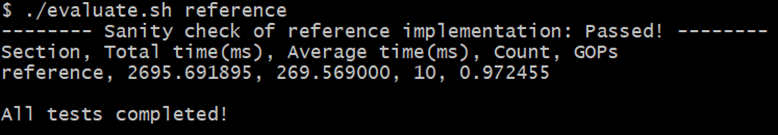 $ ./evaluate.sh reference
-------- Sanity check of reference implementation: Passed! --------
Section, Total time(ms), Average time(ms), Count, GOPs
reference, 2695.691895, 269.569000, 10, 0.972455
All tests completed!